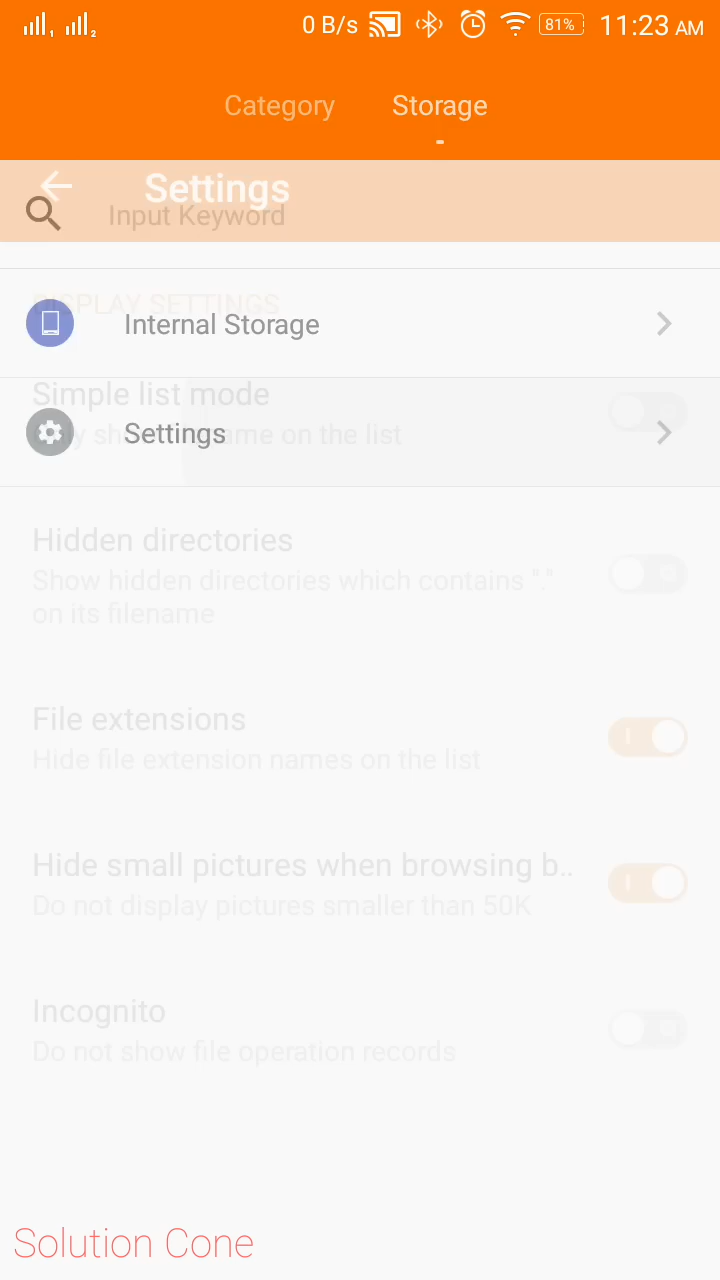 1 2 0 B/s 81% 11:23 AM
Category Storage
Settings
Input Keyword
DISPLAY SETTINGS
Internal Storage
Simple list mode
Settings
name on the list
Hidden directories
Show hidden directories which contains "."
on its filename
File extensions
Hide file extension names on the list
Hide small pictures when browsing b..
Do not display pictures smaller than 50K
Incognito
Do not show file operation records
Solution Cone